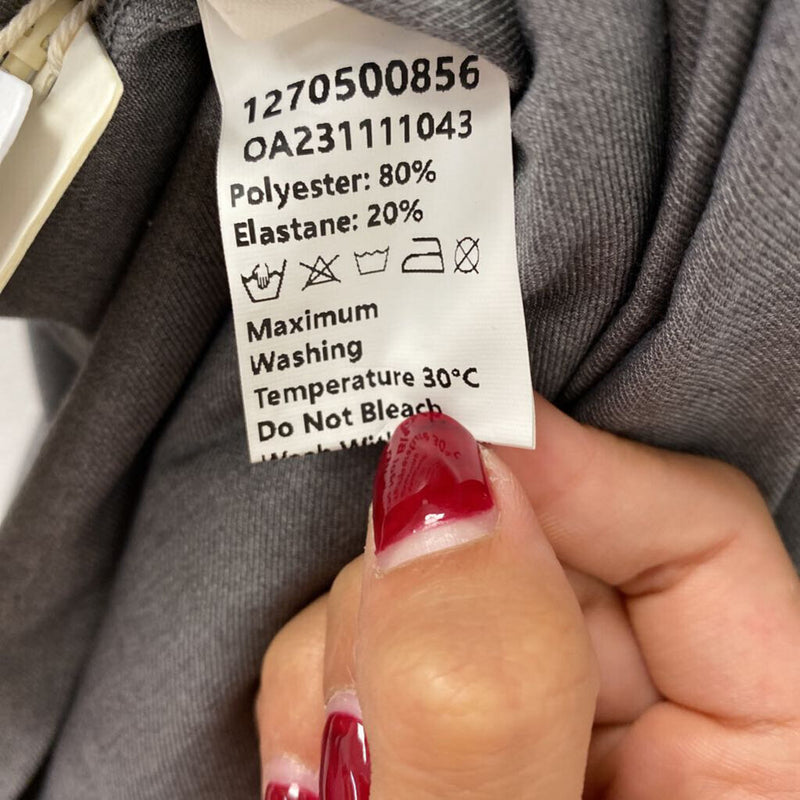 1270500856
OA231111043
Polyester: 80%
Elastane: 20%
Maximum
Washing
Temperature 30°C
Do Not Bleach